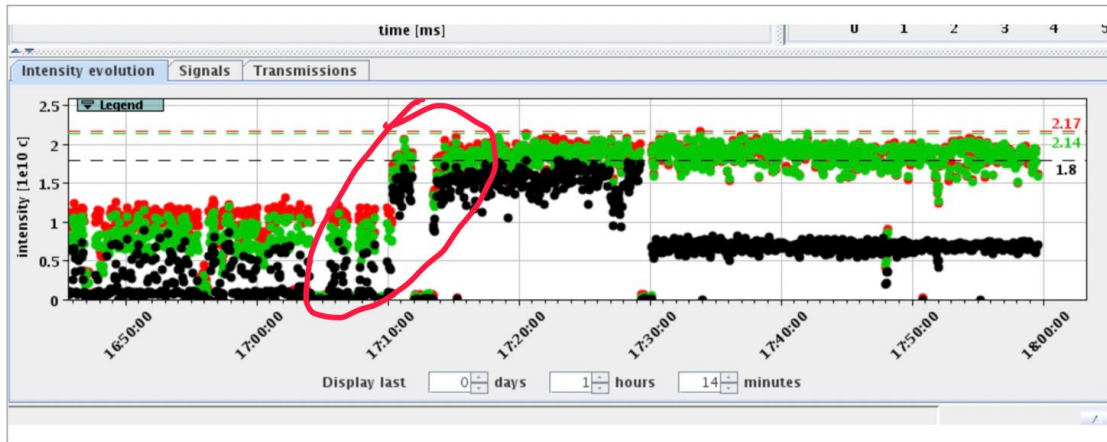 time [ms]
0 1 2 3 4 5
Intensity evolution Signals Transmissions
Legend
intensity [1e10 c]
2.5
2
1.5
1
0.5
0
2.17
2.14
1.8
16:50:00 17:00:00 17:10:00 17:20:00 17:30:00 17:40:00 17:50:00 18:00:00
Display last 0 days 1 hours 14 minutes